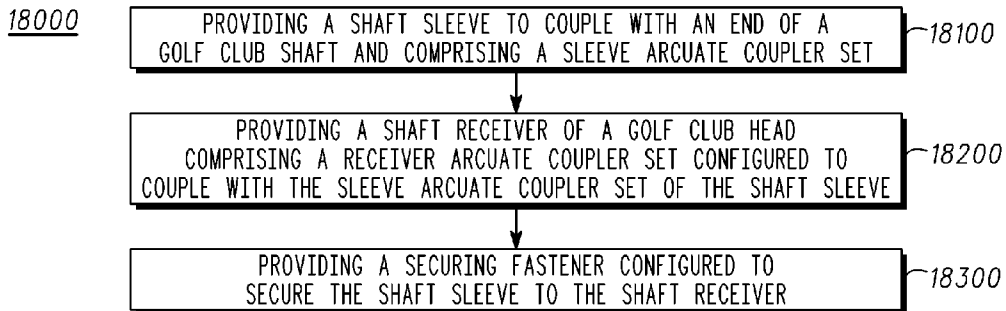 18000
PROVIDING A SHAFT SLEEVE TO COUPLE WITH AN END OF A
GOLF CLUB SHAFT AND COMPRISING A SLEEVE ARCUATE COUPLER SET
18100
PROVIDING A SHAFT RECEIVER OF A GOLF CLUB HEAD
COMPRISING A RECEIVER ARCUATE COUPLER SET CONFIGURED TO
COUPLE WITH THE SLEEVE ARCUATE COUPLER SET OF THE SHAFT SLEEVE
18200
PROVIDING A SECURING FASTENER CONFIGURED TO
SECURE THE SHAFT SLEEVE TO THE SHAFT RECEIVER
18300